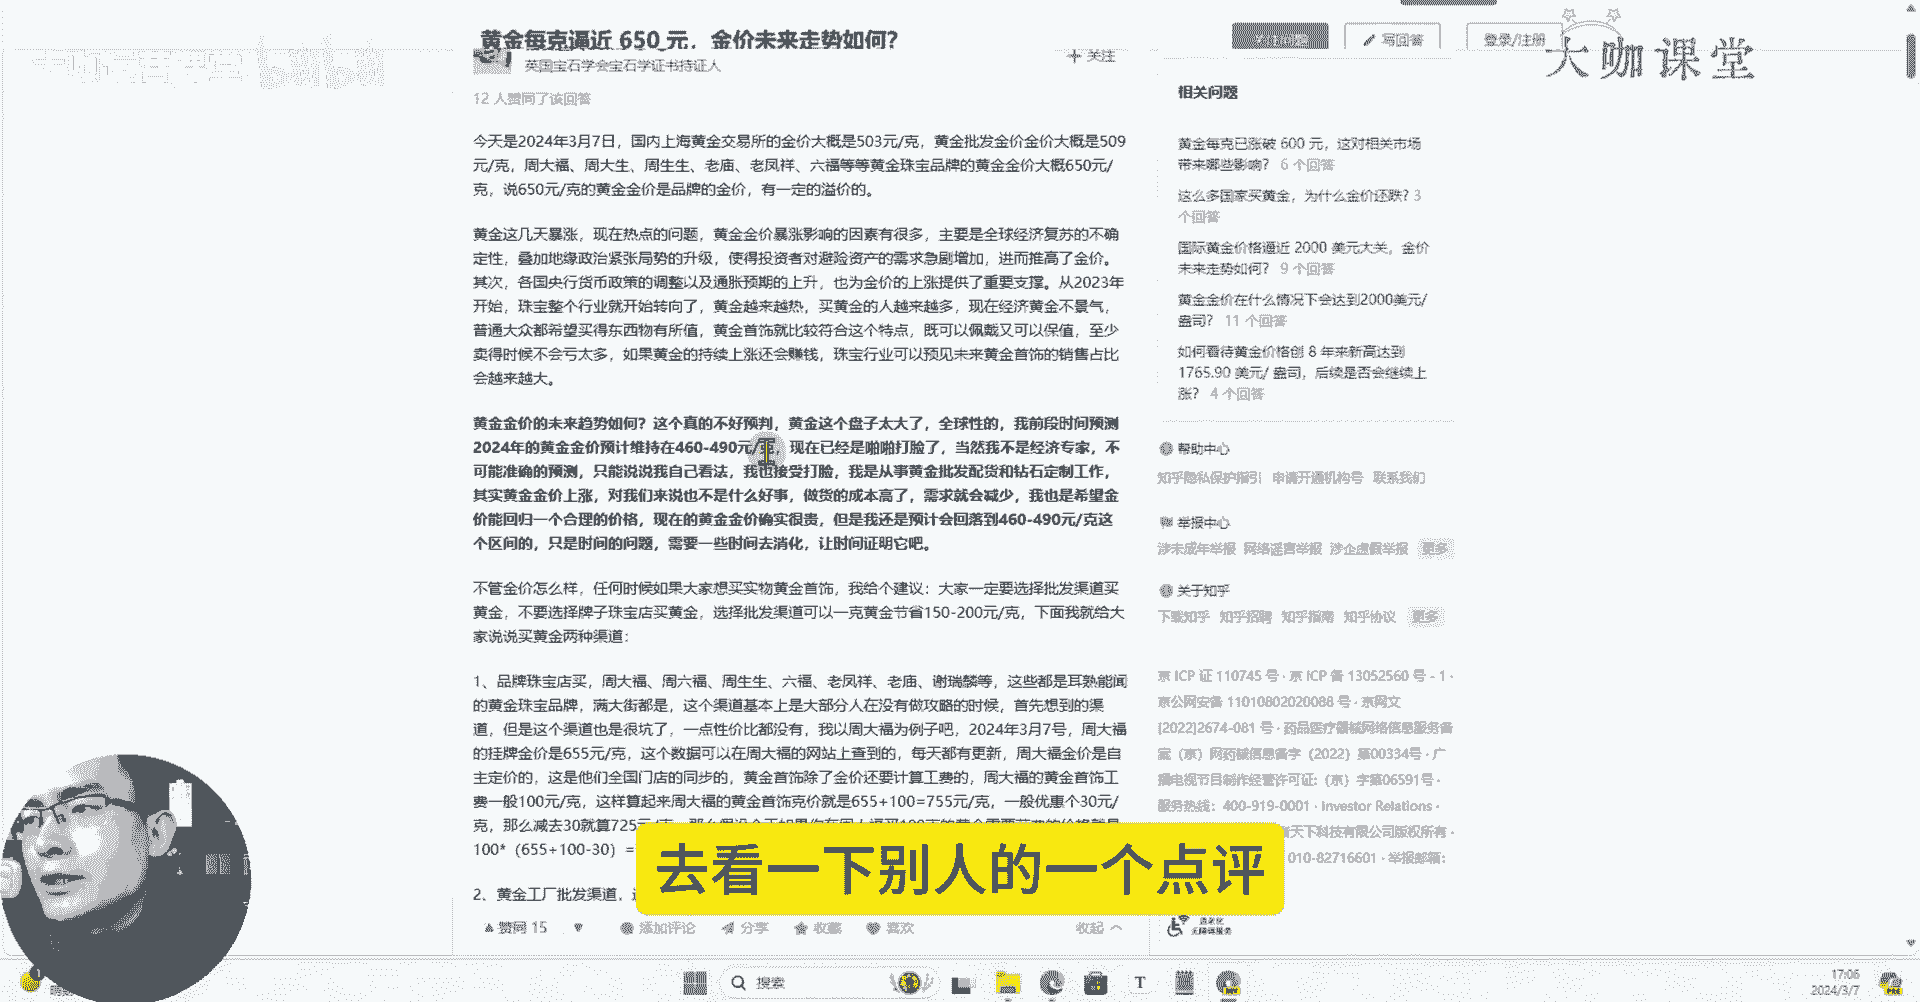 黄金每克逼近 650 元，金价未来走势如何？
英国宝石学会宝石学证书持证人
+ 关注
12 人赞同了该回答
今天是2024年3月7日，国内上海黄金交易所的金价大概是503元/克，黄金批发金价金价大概是509
元/克，周大福、周大生、周生生、老庙、老凤祥、六福等等黄金珠宝品牌的黄金金价大概650元/
克，说650元/克的黄金金价是品牌的金价，有一定的溢价的。
黄金这几天暴涨，现在热点的问题，黄金金价暴涨影响的因素有很多，主要是全球经济复苏的不确
定性，叠加地缘政治紧张局势的升级，使得投资者对避险资产的需求急剧增加，进而推高了金价。
其次，各国央行货币政策的调整以及通胀预期的上升，也为金价的上涨提供了重要支撑。从2023年
开始，珠宝整个行业就开始转向了，黄金越来越热，买黄金的人越来越多，现在经济黄金不景气，
普通大众都希望买得东西物有所值，黄金首饰就比较符合这个特点，既可以佩戴又可以保值，至少
卖得时候不会亏太多，如果黄金的持续上涨还会赚钱，珠宝行业可以预见未来黄金首饰的销售占比
会越来越大。
黄金金价的未来趋势如何？这个真的不好预判，黄金这个盘子太大了，全球性的，我前段时间预测
2024年的黄金金价预计维持在460-490元/克，现在已经是啪啪打脸了，当然我不是经济专家，不
可能准确的预测，只能说说我自己看法，我也接受打脸，我是从事黄金批发配货和钻石定制工作，
其实黄金金价上涨，对我们来说也不是什么好事，做货的成本高了，需求就会减少，我也是希望金
价能回归一个合理的价格，现在的黄金金价确实很贵，但是我还是预计会回落到460-490元/克这
个区间的，只是时间的问题，需要一些时间去消化，让时间证明它吧。
不管金价怎么样，任何时候如果大家想买实物黄金首饰，我给个建议：大家一定要选择批发渠道买
黄金，不要选择牌子珠宝店买黄金，选择批发渠道可以一克黄金节省150-200元/克，下面我就给大
家说说买黄金两种渠道：
1、品牌珠宝店买，周大福、周六福、周生生、六福、老凤祥、老庙、谢瑞麟等，这些都是耳熟能闻
的黄金珠宝品牌，满大街都是，这个渠道基本上是大部分人在没有做攻略的时候，首先想到的渠
道，但是这个渠道也是很坑了，一点性价比都没有，我以周大福为例子吧，2024年3月7号，周大福
的挂牌金价是655元/克，这个数据可以在周大福的网站上查到的，每天都有更新，周大福金价是自
主定价的，这是他们全国门店的同步的，黄金首饰除了金价还要计算工费的，周大福的黄金首饰工
费一般100元/克，这样算起来周大福的黄金首饰克价就是655+100=755元/克，一般优惠个30元/
克，那么减去30就算725
100*（655+100-30）=
2、黄金工厂批发渠道，
赞同 15
添加评论
分享
收藏
喜欢
收起
写回答
登录/注册
大咖课堂
相关问题
黄金每克已涨破 600 元，这对相关市场
带来哪些影响？ 6 个回答
这么多国家买黄金，为什么金价还跌？ 3
个回答
国际黄金价格逼近 2000 美元大关，金价
未来走势如何？ 9 个回答
黄金金价在什么情况下会达到2000美元/
盎司？ 11 个回答
如何看待黄金价格创 8 年来新高达到
1765.90 美元/ 盎司，后续是否会继续上
涨？ 4 个回答
帮助中心
知乎隐私保护指引 申请开通机构号 联系我们
举报中心
涉未成年举报 网络谣言举报 涉企虚假举报 更多
关于知乎
下载知乎 知乎招聘 知乎指南 知乎协议 更多
京 ICP 证 110745 号 · 京 ICP 备 13052560 号 - 1 ·
京公网安备 11010802020088 号 · 京网文
[2022]2674-081 号 · 药品医疗器械网络信息服务备
案（京）网药械信息备字（2022）第00334号 · 广
播电视节目制作经营许可证:（京）字第06591号 ·
服务热线：400-919-0001 · Investor Relations ·
天下科技有限公司版权所有 ·
010-82716601 · 举报邮箱：
去看一下别人的一个点评
搜索
17:06
2024/3/7